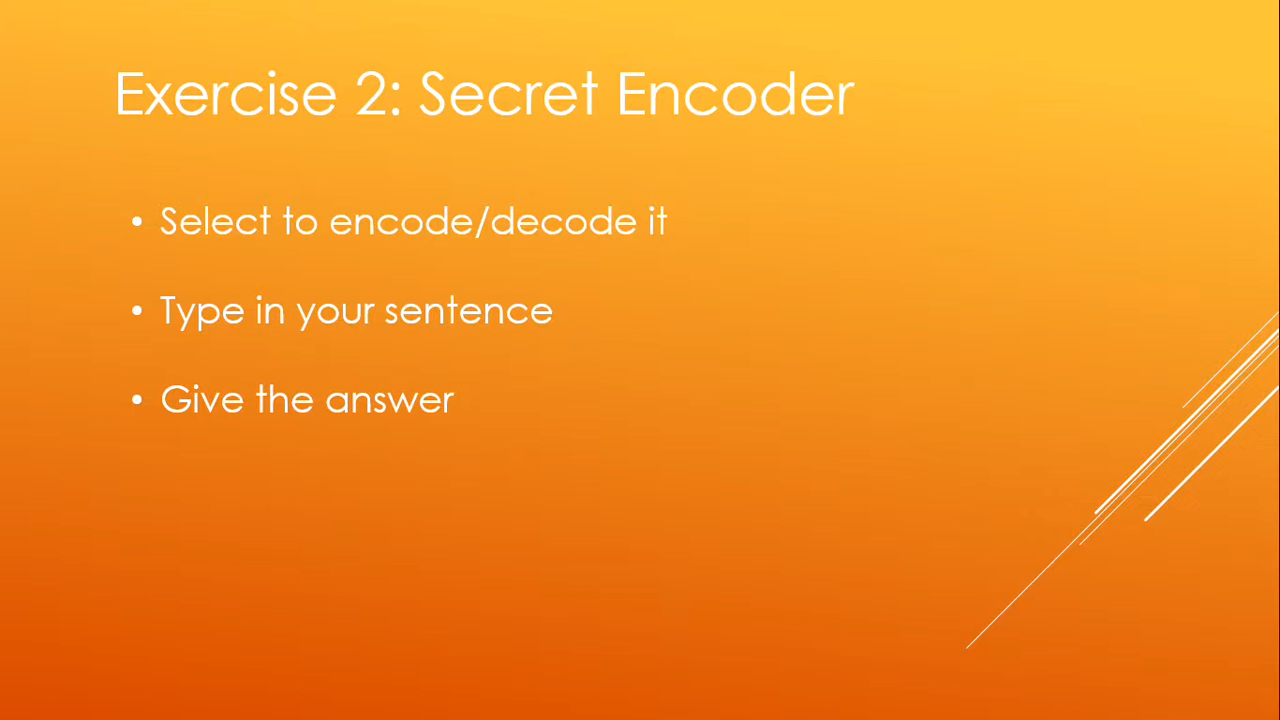 Exercise 2: Secret Encoder
• Select to encode/decode it
• Type in your sentence
• Give the answer